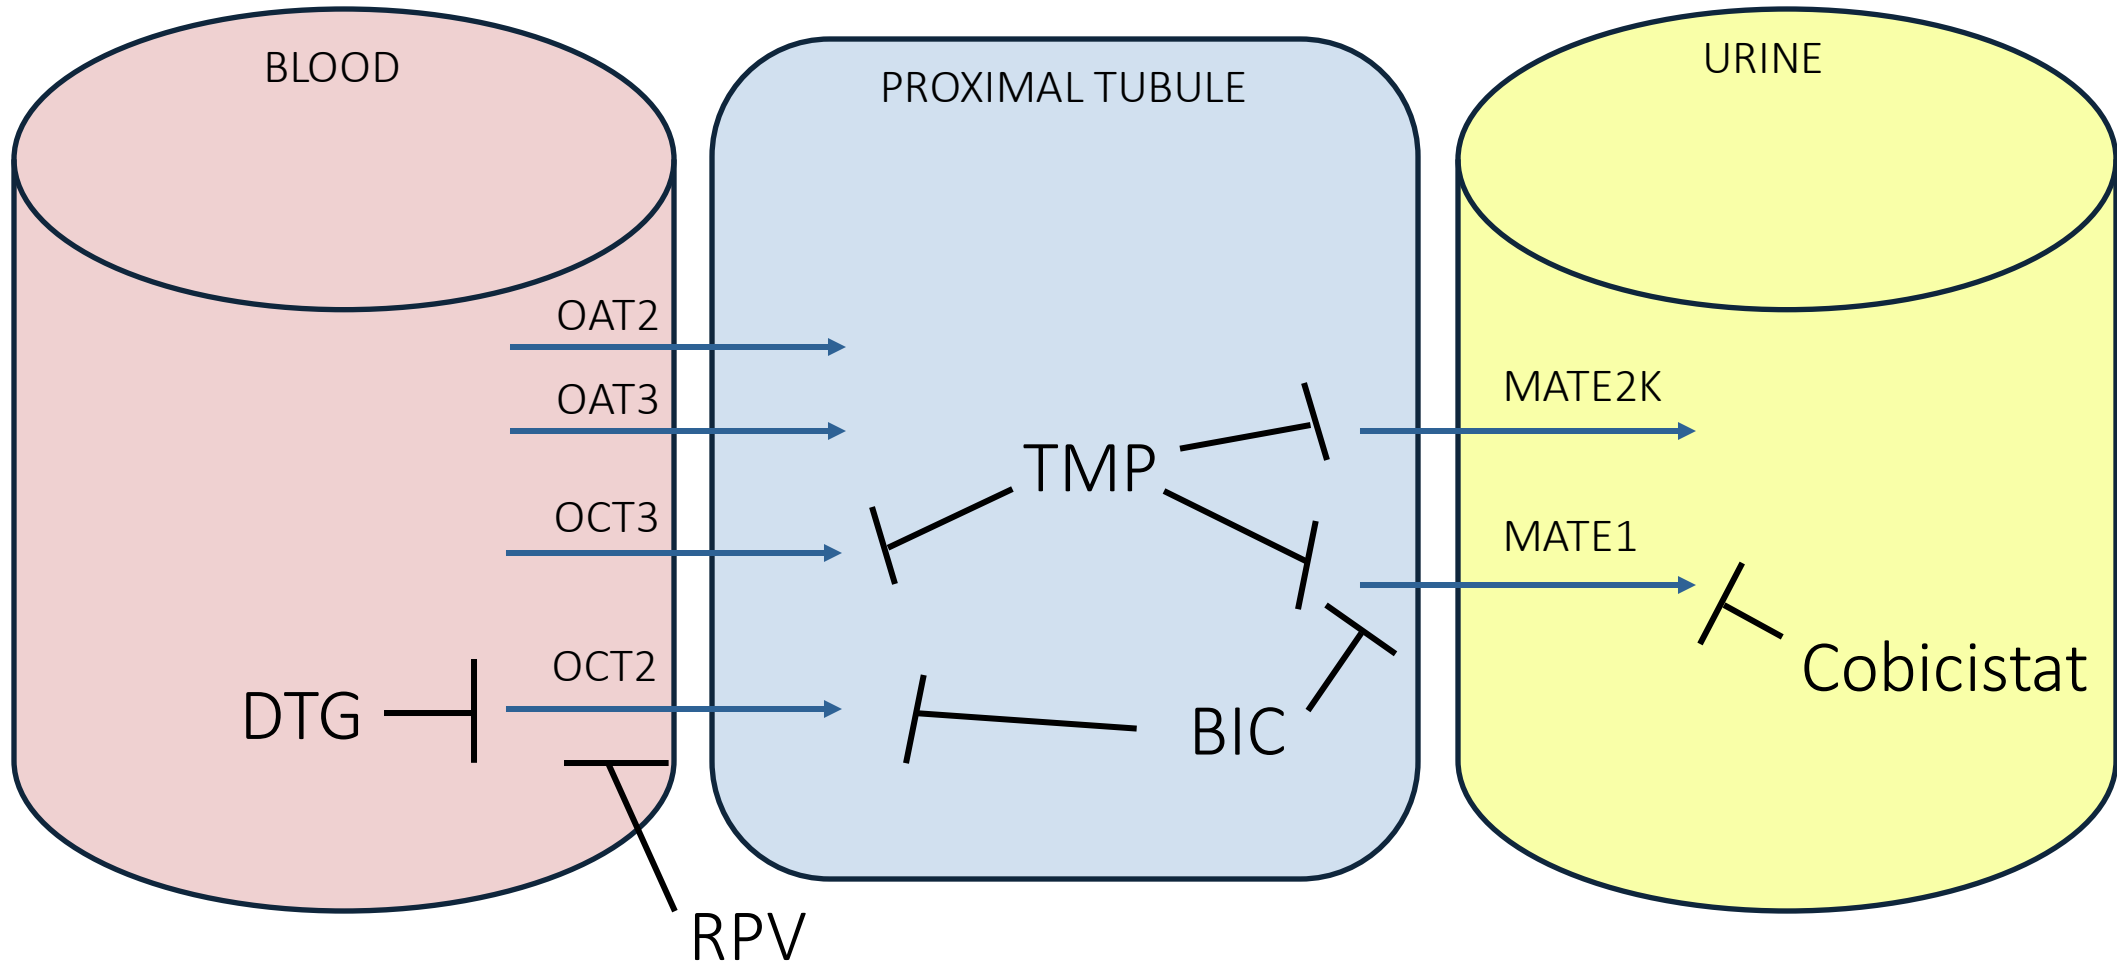 BLOOD
PROXIMAL TUBULE
URINE
OAT2
OAT3
MATE2K
TMP
OCT3
MATE1
OCT2
Cobicistat
DTG
BIC
RPV